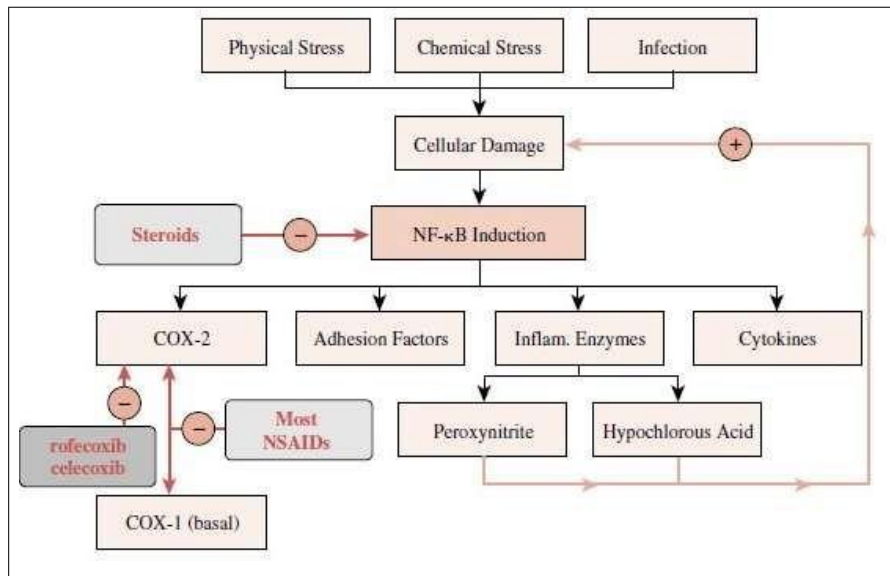 Physical Stress
Chemical Stress
Infection
Cellular Damage
+
Steroids
−
NF-κB Induction
COX-2
Adhesion Factors
Inflam. Enzymes
Cytokines
−
−
Most
NSAIDs
rofecoxib
celecoxib
Peroxynitrite
Hypochlorous Acid
COX-1 (basal)